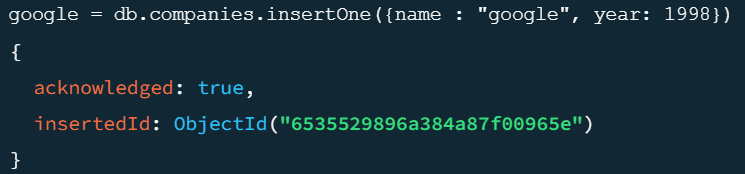 google = db.companies.insertOne({name : "google", year: 1998})
{
acknowledged: true,
insertedId: ObjectId("6535529896a384a87f00965e")
}